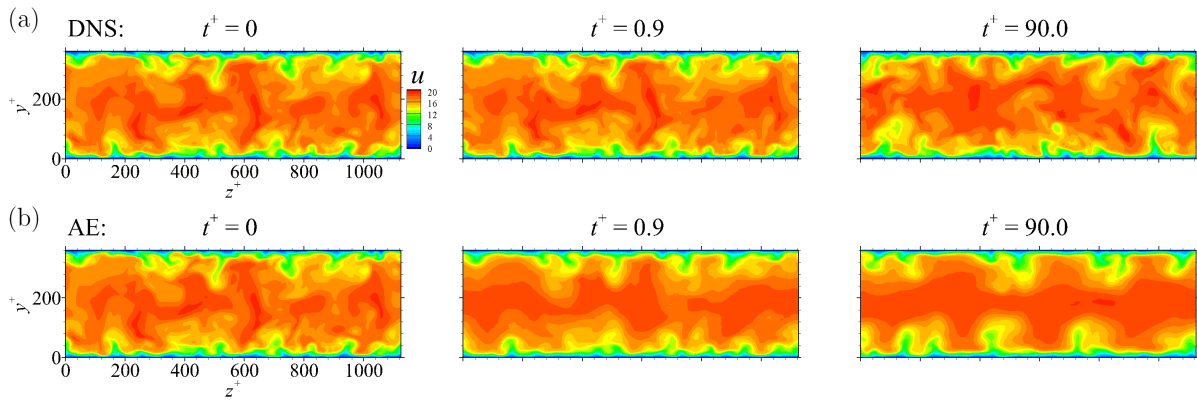 (a) DNS: t⁺ = 0 t⁺ = 0.9 t⁺ = 90.0
u
20
16
12
8
4
0
y⁺
200
0
0 200 400 600 800 1000
z⁺
(b) AE: t⁺ = 0 t⁺ = 0.9 t⁺ = 90.0
y⁺
200
0
0 200 400 600 800 1000
z⁺